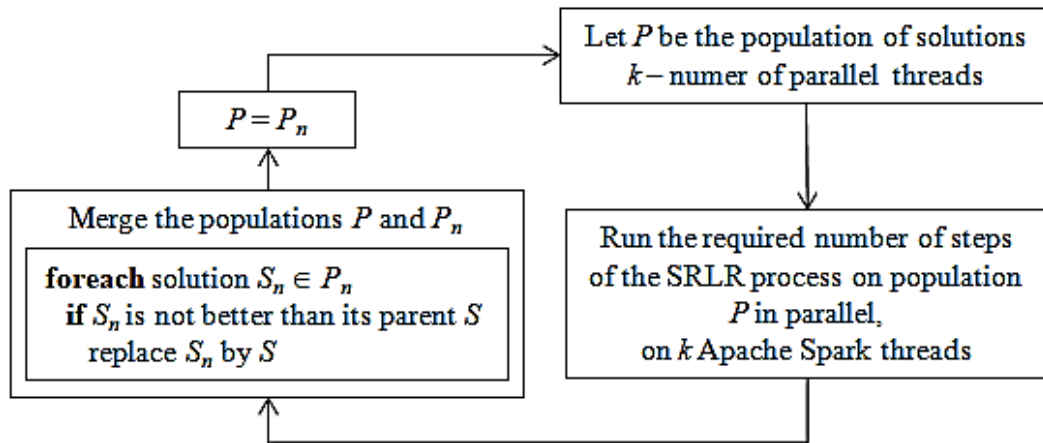 Let P be the population of solutions
k – numer of parallel threads
P = Pₙ
Merge the populations P and Pₙ
foreach solution Sₙ ∈ Pₙ
if Sₙ is not better than its parent S
replace Sₙ by S
Run the required number of steps
of the SRLR process on population
P in parallel,
on k Apache Spark threads